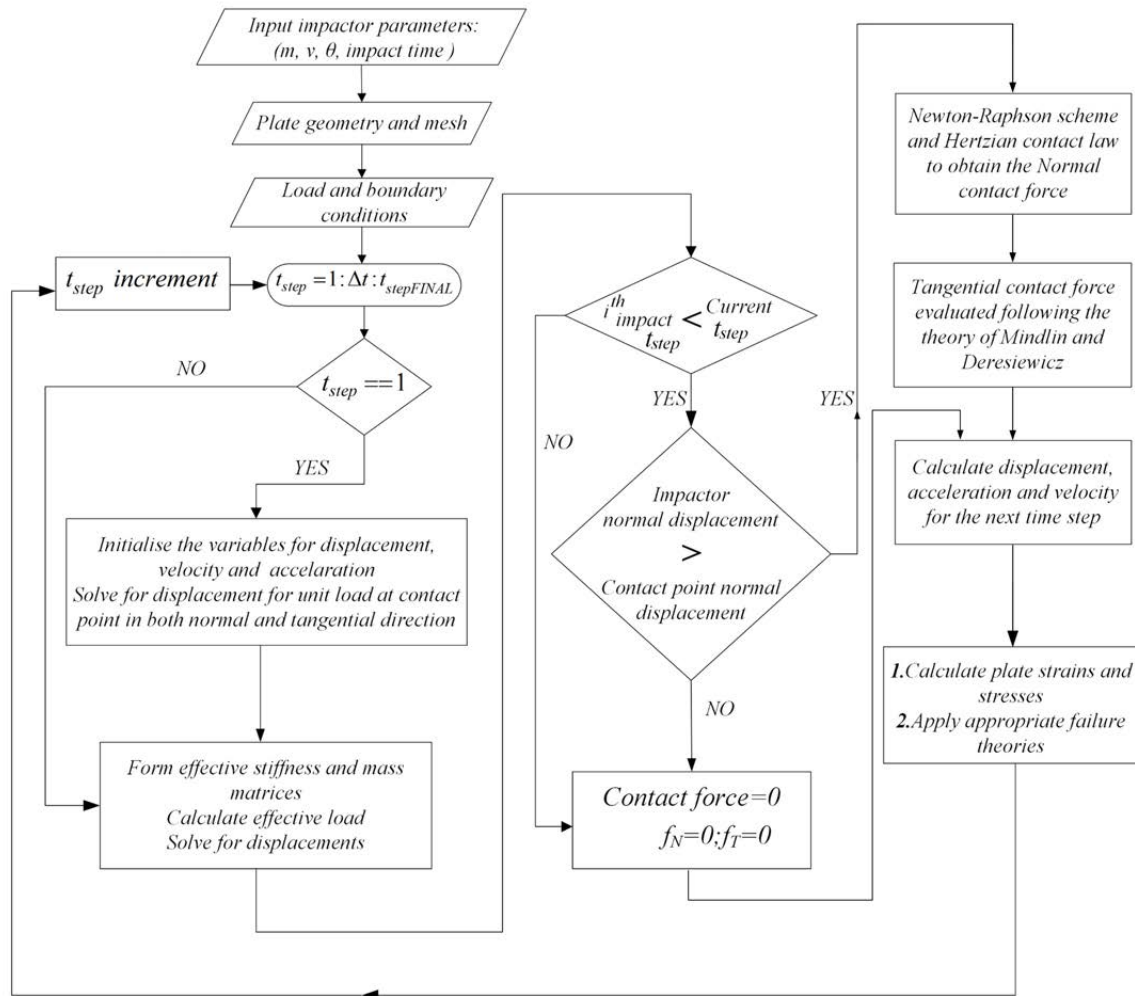 Input impactor parameters:
(m, v, θ, impact time )
Plate geometry and mesh
Load and boundary
conditions
t_step increment
t_step =1:Δt:t_stepFINAL
NO
t_step ==1
YES
Initialise the variables for displacement,
velocity and accelaration
Solve for displacement for unit load at contact
point in both normal and tangential direction
Form effective stiffness and mass
matrices
Calculate effective load
Solve for displacements
i^th impact t_step < Current t_step
YES
NO
Impactor
normal displacement
>
Contact point normal
displacement
YES
NO
Contact force=0
f_N=0;f_T=0
Newton-Raphson scheme
and Hertzian contact law
to obtain the Normal
contact force
Tangential contact force
evaluated following the
theory of Mindlin and
Deresiewicz
Calculate displacement,
acceleration and velocity
for the next time step
1.Calculate plate strains and
stresses
2.Apply appropriate failure
theories